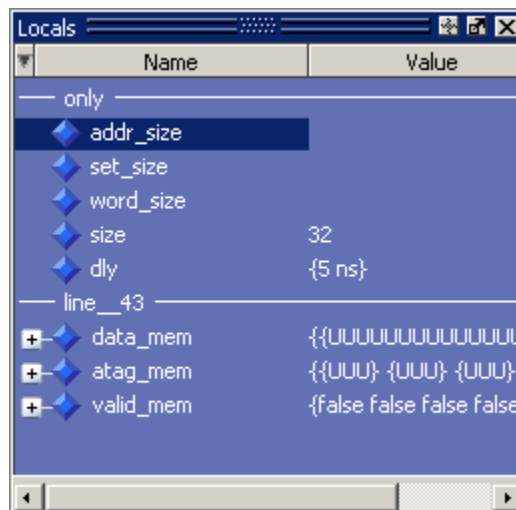 Locals
Name Value
only
addr_size
set_size
word_size
size 32
dly {5 ns}
line__43
data_mem {{UUUUUUUUUUUUUU
atag_mem {{UUU} {UUU} {UUU}
valid_mem {false false false false